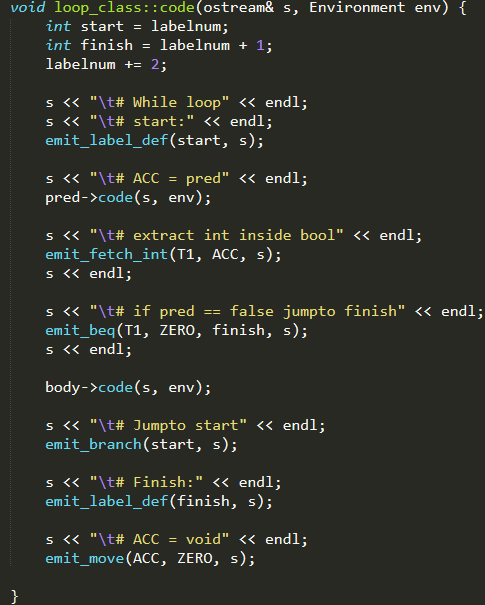 void loop_class::code(ostream& s, Environment env) {
    int start = labelnum;
    int finish = labelnum + 1;
    labelnum += 2;

    s << "\t# While loop" << endl;
    s << "\t# start:" << endl;
    emit_label_def(start, s);

    s << "\t# ACC = pred" << endl;
    pred->code(s, env);

    s << "\t# extract int inside bool" << endl;
    emit_fetch_int(T1, ACC, s);
    s << endl;

    s << "\t# if pred == false jumpto finish" << endl;
    emit_beq(T1, ZERO, finish, s);
    s << endl;

    body->code(s, env);

    s << "\t# Jumpto start" << endl;
    emit_branch(start, s);

    s << "\t# Finish:" << endl;
    emit_label_def(finish, s);

    s << "\t# ACC = void" << endl;
    emit_move(ACC, ZERO, s);

}